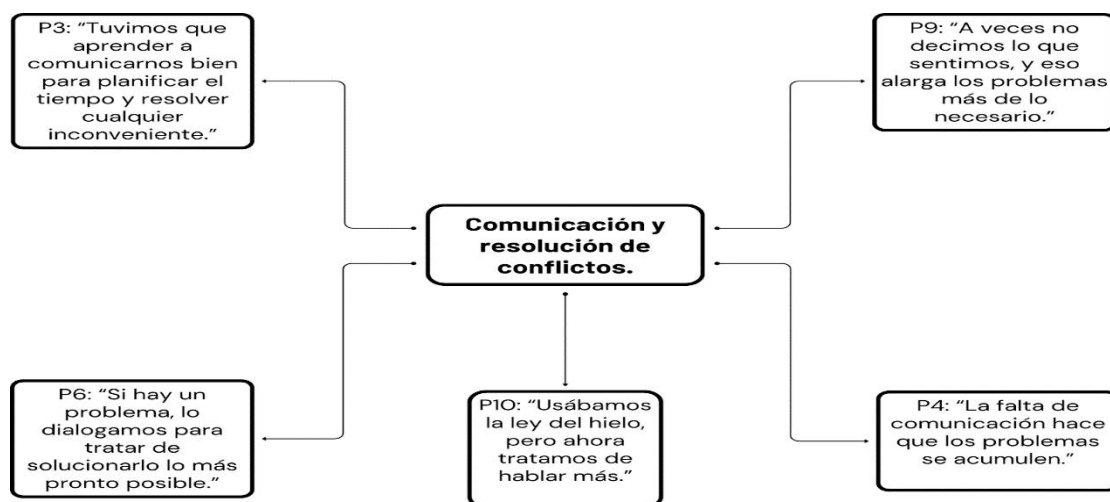 P3: “Tuvimos que
aprender a
comunicarnos bien
para planificar el
tiempo y resolver
cualquier
inconveniente.”
P9: “A veces no
decimos lo que
sentimos, y eso
alarga los problemas
más de lo
necesario.”
Comunicación y
resolución de
conflictos.
P6: “Si hay un
problema, lo
dialogamos para
tratar de
solucionarlo lo más
pronto posible.”
P10: “Usábamos
la ley del hielo,
pero ahora
tratamos de
hablar más.”
P4: “La falta de
comunicación hace
que los problemas
se acumulen.”